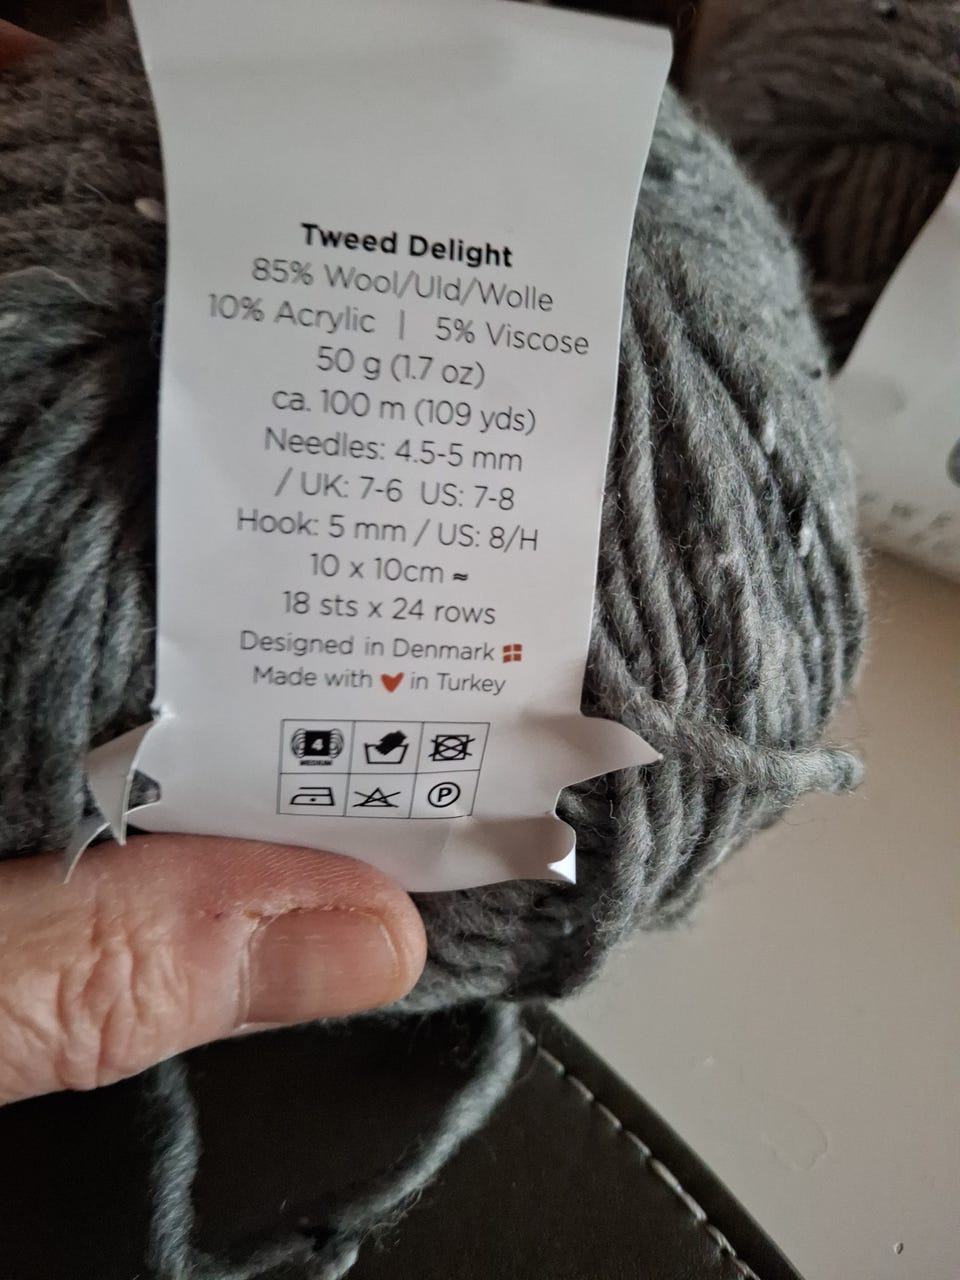 Tweed Delight
85% Wool/Uld/Wolle
10% Acrylic | 5% Viscose
50 g (1.7 oz)
ca. 100 m (109 yds)
Needles: 4.5-5 mm
/ UK: 7-6 US: 7-8
Hook: 5 mm / US: 8/H
10 x 10cm ≈
18 sts x 24 rows
Designed in Denmark
Made with ❤ in Turkey
4
MEDIUM
P